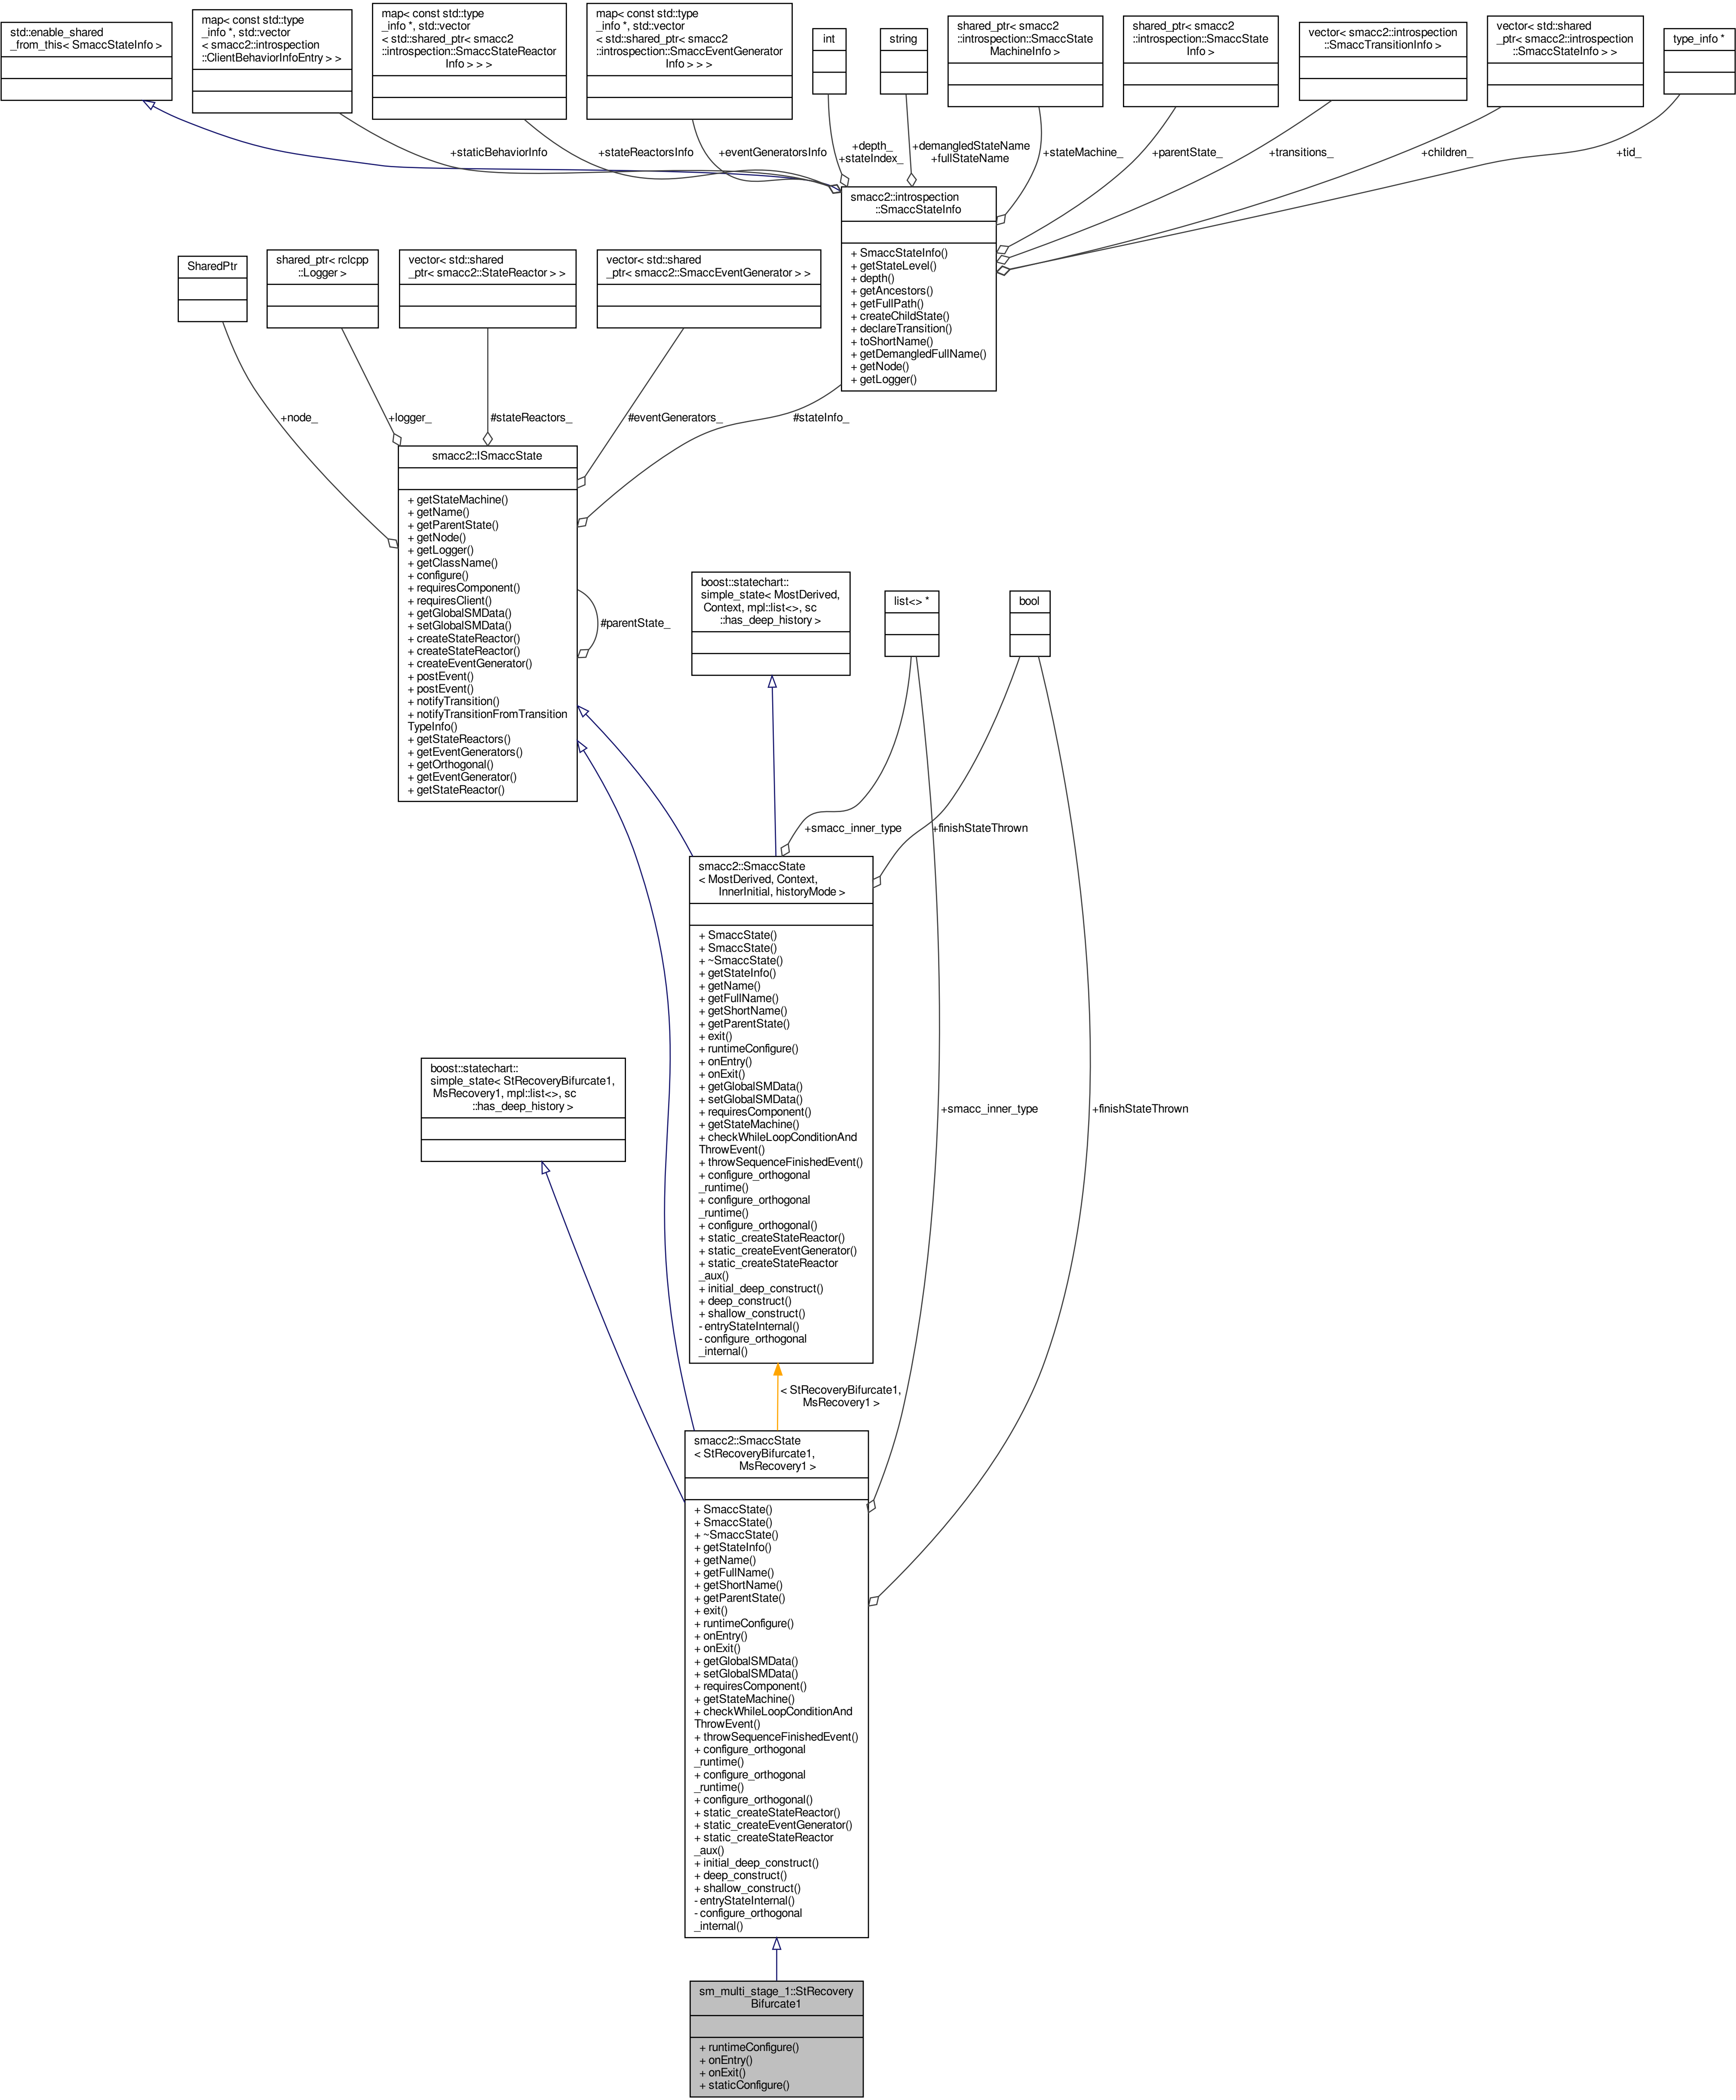 std::enable_shared
_from_this< SmaccStateInfo >
map< const std::type
_info *, std::vector
< smacc2::introspection
::ClientBehaviorInfoEntry > >
map< const std::type
_info *, std::vector
< std::shared_ptr< smacc2
::introspection::SmaccStateReactor
Info > > >
map< const std::type
_info *, std::vector
< std::shared_ptr< smacc2
::introspection::SmaccEventGenerator
Info > > >
int
string
shared_ptr< smacc2
::introspection::SmaccState
MachineInfo >
shared_ptr< smacc2
::introspection::SmaccState
Info >
vector< smacc2::introspection
::SmaccTransitionInfo >
vector< std::shared
_ptr< smacc2::introspection
::SmaccStateInfo > >
type_info *
+staticBehaviorInfo
+stateReactorsInfo
+eventGeneratorsInfo
+depth_
+stateIndex_
+demangledStateName
+fullStateName
+stateMachine_
+parentState_
+transitions_
+children_
+tid_
smacc2::introspection
::SmaccStateInfo
+ SmaccStateInfo()
+ getStateLevel()
+ depth()
+ getAncestors()
+ getFullPath()
+ createChildState()
+ declareTransition()
+ toShortName()
+ getDemangledFullName()
+ getNode()
+ getLogger()
SharedPtr
shared_ptr< rclcpp
::Logger >
vector< std::shared
_ptr< smacc2::StateReactor > >
vector< std::shared
_ptr< smacc2::SmaccEventGenerator > >
+node_
+logger_
#stateReactors_
#eventGenerators_
#stateInfo_
smacc2::ISmaccState
+ getStateMachine()
+ getName()
+ getParentState()
+ getNode()
+ getLogger()
+ getClassName()
+ configure()
+ requiresComponent()
+ requiresClient()
+ getGlobalSMData()
+ setGlobalSMData()
+ createStateReactor()
+ createStateReactor()
+ createEventGenerator()
+ postEvent()
+ postEvent()
+ notifyTransition()
+ notifyTransitionFromTransition
TypeInfo()
+ getStateReactors()
+ getEventGenerators()
+ getOrthogonal()
+ getEventGenerator()
+ getStateReactor()
#parentState_
boost::statechart::
simple_state< MostDerived,
Context, mpl::list<>, sc
::has_deep_history >
list<> *
bool
+smacc_inner_type
+finishStateThrown
smacc2::SmaccState
< MostDerived, Context,
InnerInitial, historyMode >
+ SmaccState()
+ SmaccState()
+ ~SmaccState()
+ getStateInfo()
+ getName()
+ getFullName()
+ getShortName()
+ getParentState()
+ exit()
+ runtimeConfigure()
+ onEntry()
+ onExit()
+ getGlobalSMData()
+ setGlobalSMData()
+ requiresComponent()
+ getStateMachine()
+ checkWhileLoopConditionAnd
ThrowEvent()
+ throwSequenceFinishedEvent()
+ configure_orthogonal
_runtime()
+ configure_orthogonal
_runtime()
+ configure_orthogonal()
+ static_createStateReactor()
+ static_createEventGenerator()
+ static_createStateReactor
_aux()
+ initial_deep_construct()
+ deep_construct()
+ shallow_construct()
- entryStateInternal()
- configure_orthogonal
_internal()
boost::statechart::
simple_state< StRecoveryBifurcate1,
MsRecovery1, mpl::list<>, sc
::has_deep_history >
+smacc_inner_type
+finishStateThrown
< StRecoveryBifurcate1,
MsRecovery1 >
smacc2::SmaccState
< StRecoveryBifurcate1,
MsRecovery1 >
+ SmaccState()
+ SmaccState()
+ ~SmaccState()
+ getStateInfo()
+ getName()
+ getFullName()
+ getShortName()
+ getParentState()
+ exit()
+ runtimeConfigure()
+ onEntry()
+ onExit()
+ getGlobalSMData()
+ setGlobalSMData()
+ requiresComponent()
+ getStateMachine()
+ checkWhileLoopConditionAnd
ThrowEvent()
+ throwSequenceFinishedEvent()
+ configure_orthogonal
_runtime()
+ configure_orthogonal
_runtime()
+ configure_orthogonal()
+ static_createStateReactor()
+ static_createEventGenerator()
+ static_createStateReactor
_aux()
+ initial_deep_construct()
+ deep_construct()
+ shallow_construct()
- entryStateInternal()
- configure_orthogonal
_internal()
sm_multi_stage_1::StRecovery
Bifurcate1
+ runtimeConfigure()
+ onEntry()
+ onExit()
+ staticConfigure()